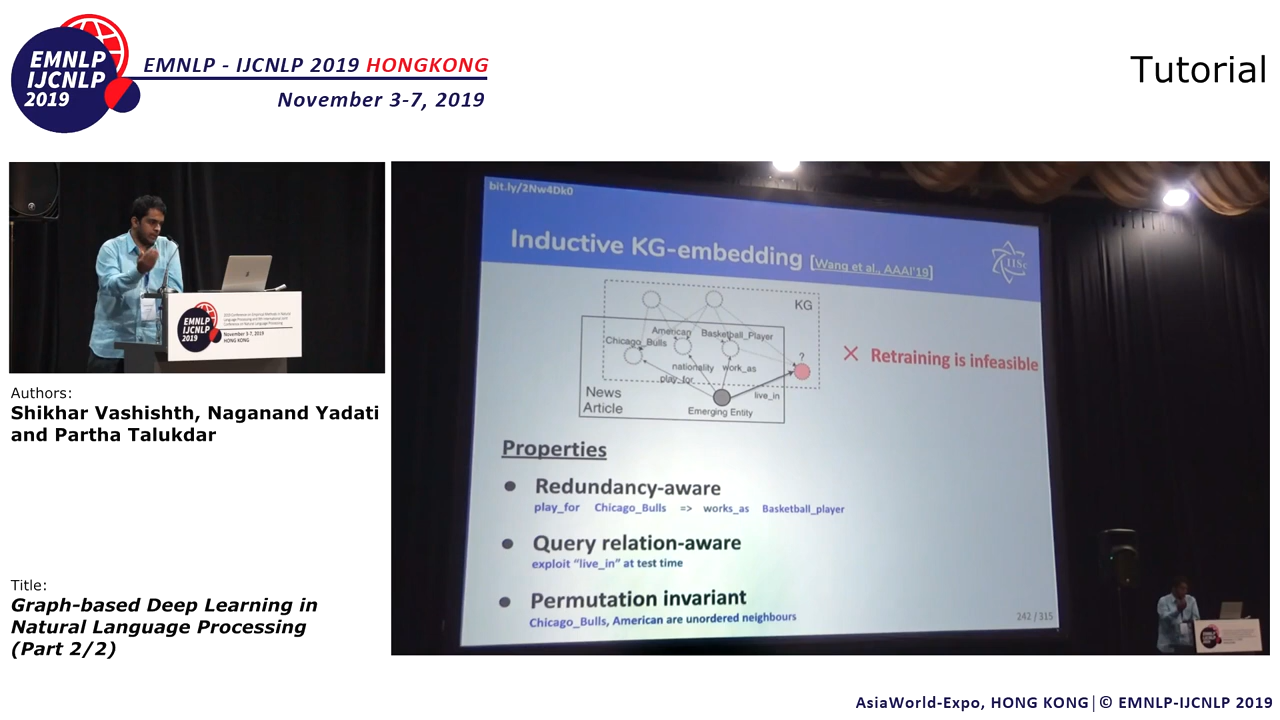 EMNLP
IJCNLP
2019
EMNLP - IJCNLP 2019 HONGKONG
November 3-7, 2019
Tutorial
EMNLP
IJCNLP
2019
November 3-7, 2019
HONG KONG
Authors:
Shikhar Vashishth, Naganand Yadati
and Partha Talukdar
Title:
Graph-based Deep Learning in
Natural Language Processing
(Part 2/2)
bit.ly/2Nw4Dk0
Inductive KG-embedding [Wang et al., AAAI'19]
IISc
KG
American
Basketball_Player
Chicago_Bulls
?
nationality
work_as
play_for
live_in
News
Article
Emerging Entity
✕ Retraining is infeasible
Properties
● Redundancy-aware
play_for Chicago_Bulls => works_as Basketball_player
● Query relation-aware
exploit "live_in" at test time
● Permutation invariant
Chicago_Bulls, American are unordered neighbours
242 / 315
AsiaWorld-Expo, HONG KONG|© EMNLP-IJCNLP 2019